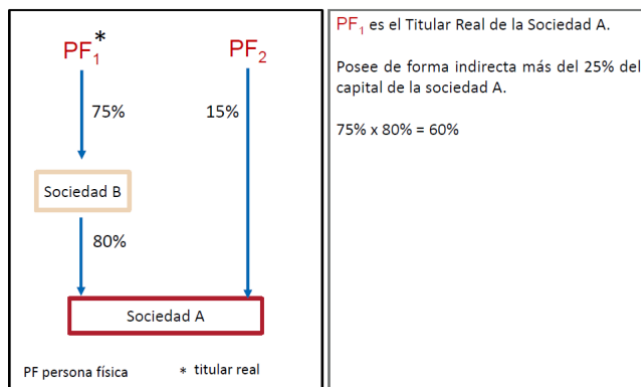 PF1* PF2
75% 15%
Sociedad B
80%
Sociedad A
PF persona física * titular real
PF1 es el Titular Real de la Sociedad A.
Posee de forma indirecta más del 25% del
capital de la sociedad A.
75% x 80% = 60%